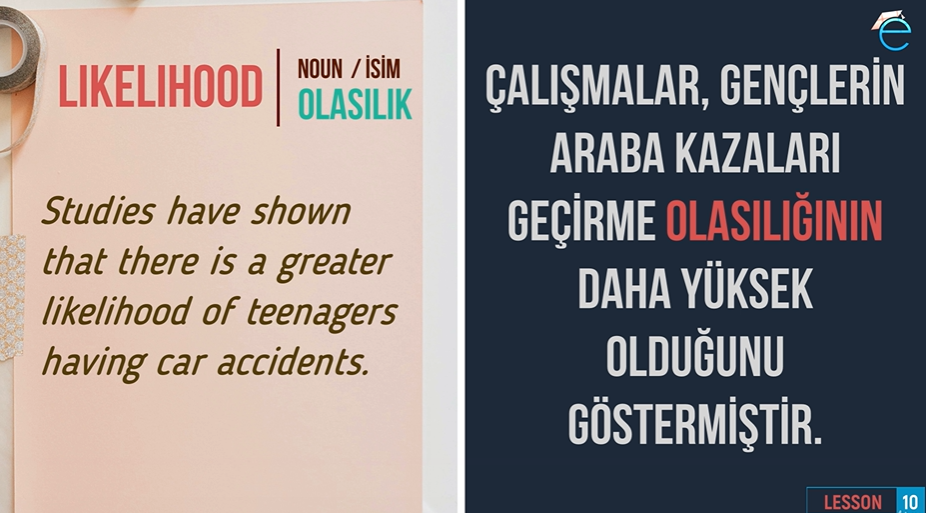 LIKELIHOOD
NOUN / İSİM
OLASILIK
Studies have shown
that there is a greater
likelihood of teenagers
having car accidents.
ÇALIŞMALAR, GENÇLERİN
ARABA KAZALARI
GEÇİRME OLASILIĞININ
DAHA YÜKSEK
OLDUĞUNU
GÖSTERMİŞTİR.
LESSON 10